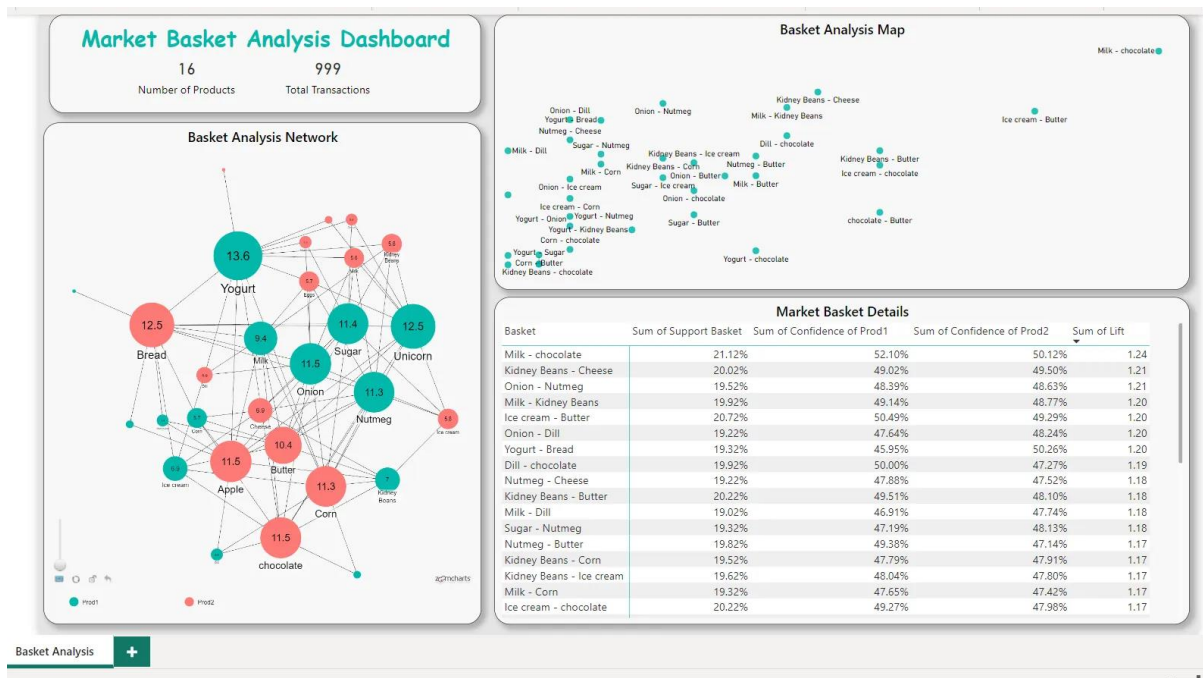 Market Basket Analysis Dashboard
16
999
Number of Products
Total Transactions
Basket Analysis Network
13.6
Yogurt
5.8
Kidney
Beans
5.8
5.7
Eggs
12.5
Bread
9.4
Milk
11.4
Sugar
12.5
Unicorn
11.5
Onion
11.3
Nutmeg
Corn
6.9
Cheese
Ice cream
10.4
Butter
11.5
Apple
Ice cream
11.3
Corn
7
Kidney
Beans
11.5
chocolate
zoomcharts
Prod1
Prod2
Basket Analysis Map
Milk - chocolate
Kidney Beans - Cheese
Onion - Dill
Onion - Nutmeg
Milk - Kidney Beans
Yogurt - Bread
Ice cream - Butter
Nutmeg - Cheese
Dill - chocolate
Sugar - Nutmeg
Milk - Dill
Kidney Beans - Ice cream
Kidney Beans - Butter
Kidney Beans - Corn
Nutmeg - Butter
Milk - Corn
Ice cream - chocolate
Onion - Butter
Onion - Ice cream
Sugar - Ice cream
Milk - Butter
Onion - chocolate
Ice cream - Corn
Yogurt - Onion
Yogurt - Nutmeg
Sugar - Butter
chocolate - Butter
Yogurt - Kidney Beans
Corn - chocolate
Yogurt - Sugar
Yogurt - chocolate
Corn - Butter
Kidney Beans - chocolate
Market Basket Details
Basket Sum of Support Basket Sum of Confidence of Prod1 Sum of Confidence of Prod2 Sum of Lift
Milk - chocolate 21.12% 52.10% 50.12% 1.24
Kidney Beans - Cheese 20.02% 49.02% 49.50% 1.21
Onion - Nutmeg 19.52% 48.39% 48.63% 1.21
Milk - Kidney Beans 19.92% 49.14% 48.77% 1.20
Ice cream - Butter 20.72% 50.49% 49.29% 1.20
Onion - Dill 19.22% 47.64% 48.24% 1.20
Yogurt - Bread 19.32% 45.95% 50.26% 1.20
Dill - chocolate 19.92% 50.00% 47.27% 1.19
Nutmeg - Cheese 19.22% 47.88% 47.52% 1.18
Kidney Beans - Butter 20.22% 49.51% 48.10% 1.18
Milk - Dill 19.02% 46.91% 47.74% 1.18
Sugar - Nutmeg 19.32% 47.19% 48.13% 1.18
Nutmeg - Butter 19.82% 49.38% 47.14% 1.17
Kidney Beans - Corn 19.52% 47.79% 47.91% 1.17
Kidney Beans - Ice cream 19.62% 48.04% 47.80% 1.17
Milk - Corn 19.32% 47.65% 47.42% 1.17
Ice cream - chocolate 20.22% 49.27% 47.98% 1.17
Basket Analysis
+